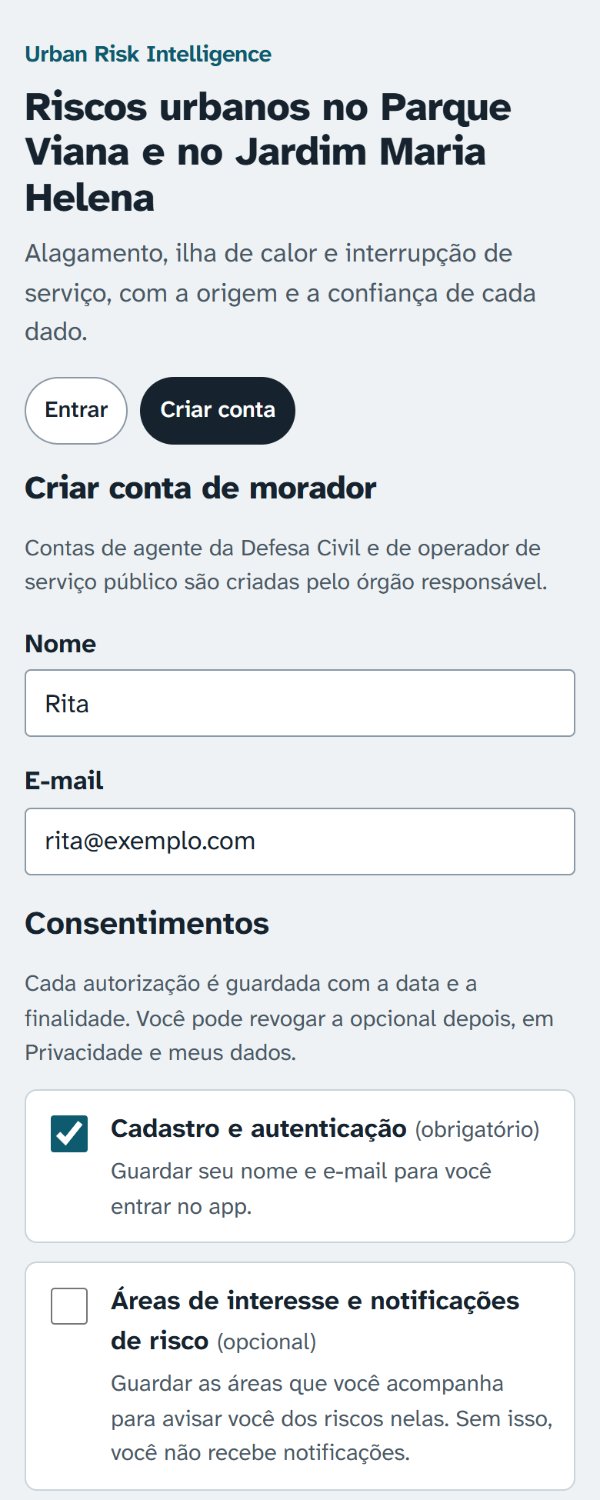 Urban Risk Intelligence
Riscos urbanos no Parque
Viana e no Jardim Maria
Helena
Alagamento, ilha de calor e interrupção de
serviço, com a origem e a confiança de cada
dado.
Entrar
Criar conta
Criar conta de morador
Contas de agente da Defesa Civil e de operador de
serviço público são criadas pelo órgão responsável.
Nome
Rita
E-mail
rita@exemplo.com
Consentimentos
Cada autorização é guardada com a data e a
finalidade. Você pode revogar a opcional depois, em
Privacidade e meus dados.
Cadastro e autenticação (obrigatório)
Guardar seu nome e e-mail para você
entrar no app.
Áreas de interesse e notificações
de risco (opcional)
Guardar as áreas que você acompanha
para avisar você dos riscos nelas. Sem isso,
você não recebe notificações.